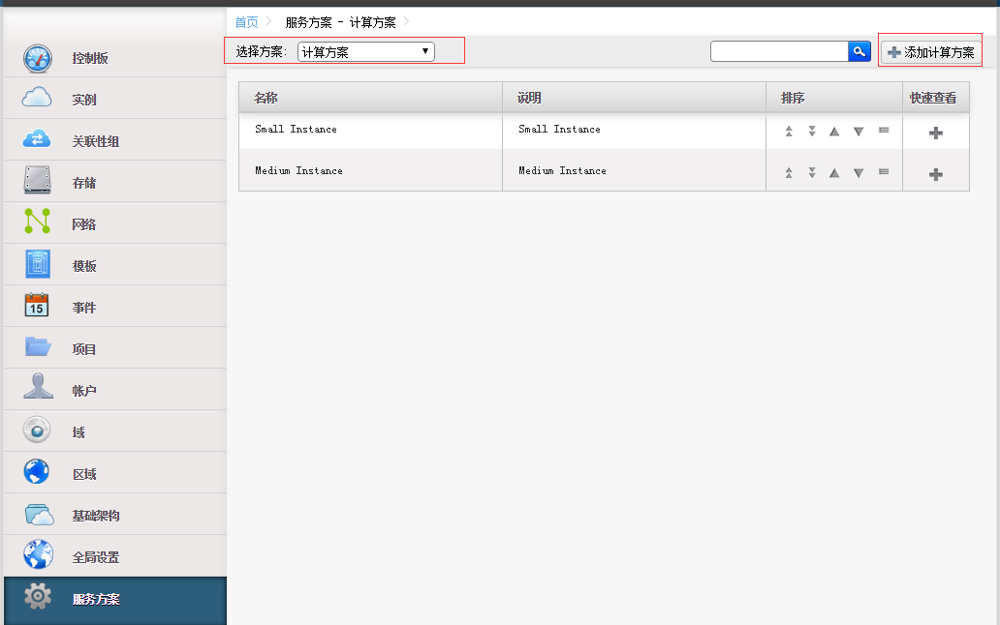 首页 服务方案 - 计算方案
选择方案: 计算方案 添加计算方案
控制板
实例
关联性组
存储
网络
模板
15
事件
项目
帐户
域
区域
基础架构
全局设置
服务方案
名称 说明 排序 快速查看
Small Instance Small Instance
Medium Instance Medium Instance